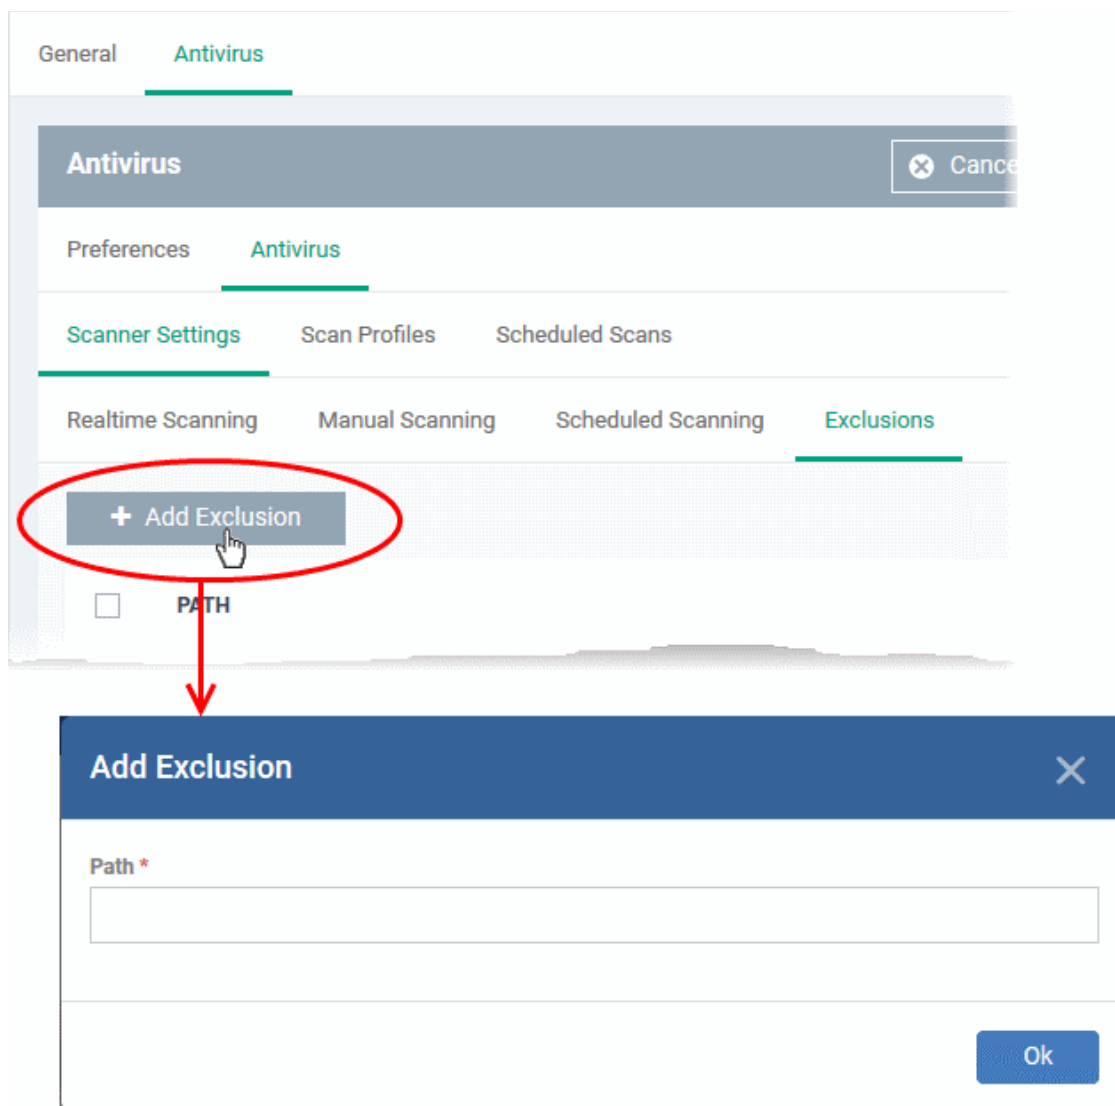 General Antivirus
Antivirus Cance
Preferences Antivirus
Scanner Settings Scan Profiles Scheduled Scans
Realtime Scanning Manual Scanning Scheduled Scanning Exclusions
+ Add Exclusion
PATH
Add Exclusion
Path *
Ok